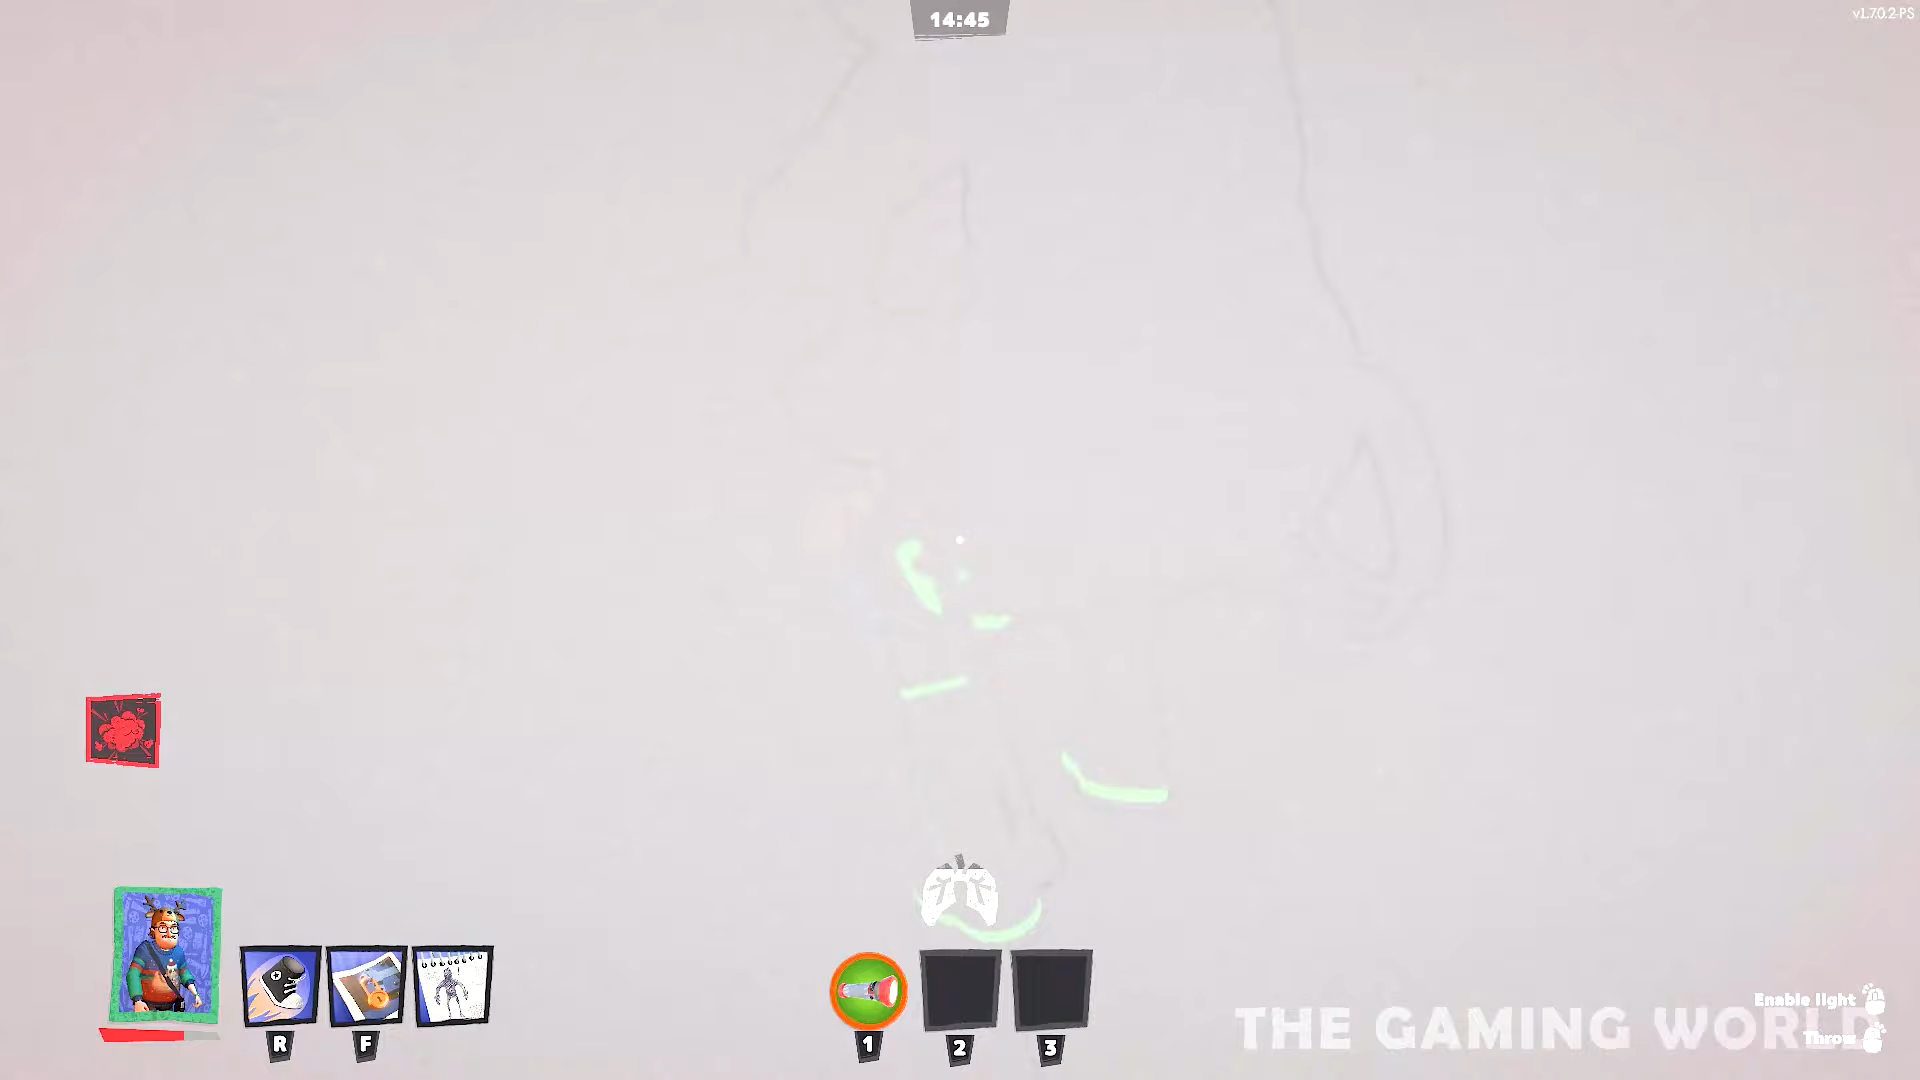 14:45
v1.7.0.2-PS
Enable light
Throw
THE GAMING WORLD
R
F
1
2
3